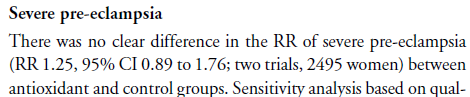 Severe pre-eclampsia
There was no clear difference in the RR of severe pre-eclampsia
(RR 1.25, 95% CI 0.89 to 1.76; two trials, 2495 women) between
antioxidant and control groups. Sensitivity analysis based on qual-